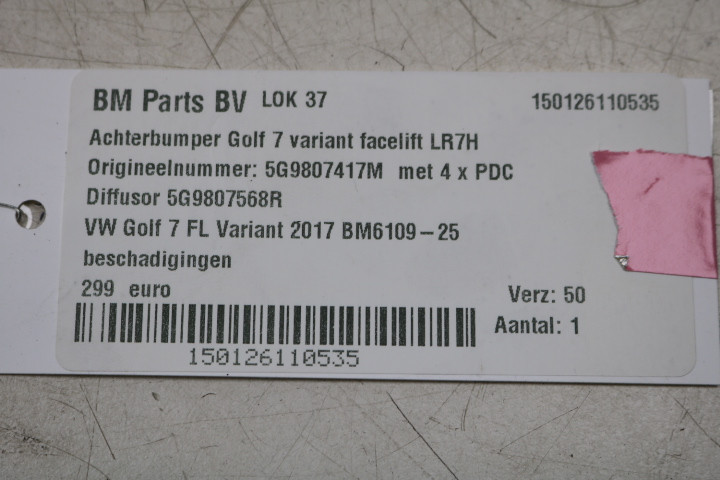 BM Parts BV LOK 37 150126110535
Achterbumper Golf 7 variant facelift LR7H
Origineelnummer: 5G9807417M met 4 x PDC
Diffusor 5G9807568R
VW Golf 7 FL Variant 2017 BM6109-25
beschadigingen
299 euro
Verz: 50
Aantal: 1
150126110535